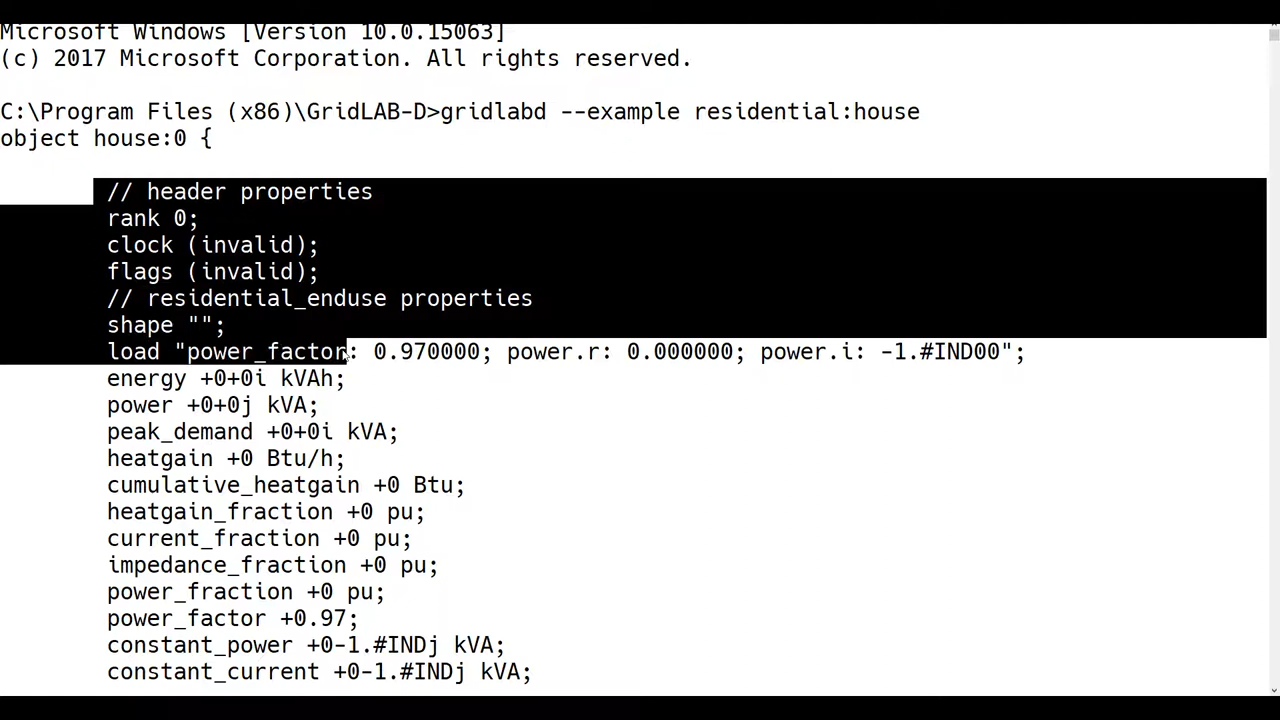 Microsoft Windows [Version 10.0.15063]
(c) 2017 Microsoft Corporation. All rights reserved.
C:\Program Files (x86)\GridLAB-D>gridlabd --example residential:house
object house:0 {
// header properties
rank 0;
clock (invalid);
flags (invalid);
// residential_enduse properties
shape "";
load "power_factor: 0.970000; power.r: 0.000000; power.i: -1.#IND00";
energy +0+0i kVAh;
power +0+0j kVA;
peak_demand +0+0i kVA;
heatgain +0 Btu/h;
cumulative_heatgain +0 Btu;
heatgain_fraction +0 pu;
current_fraction +0 pu;
impedance_fraction +0 pu;
power_fraction +0 pu;
power_factor +0.97;
constant_power +0-1.#INDj kVA;
constant_current +0-1.#INDj kVA;